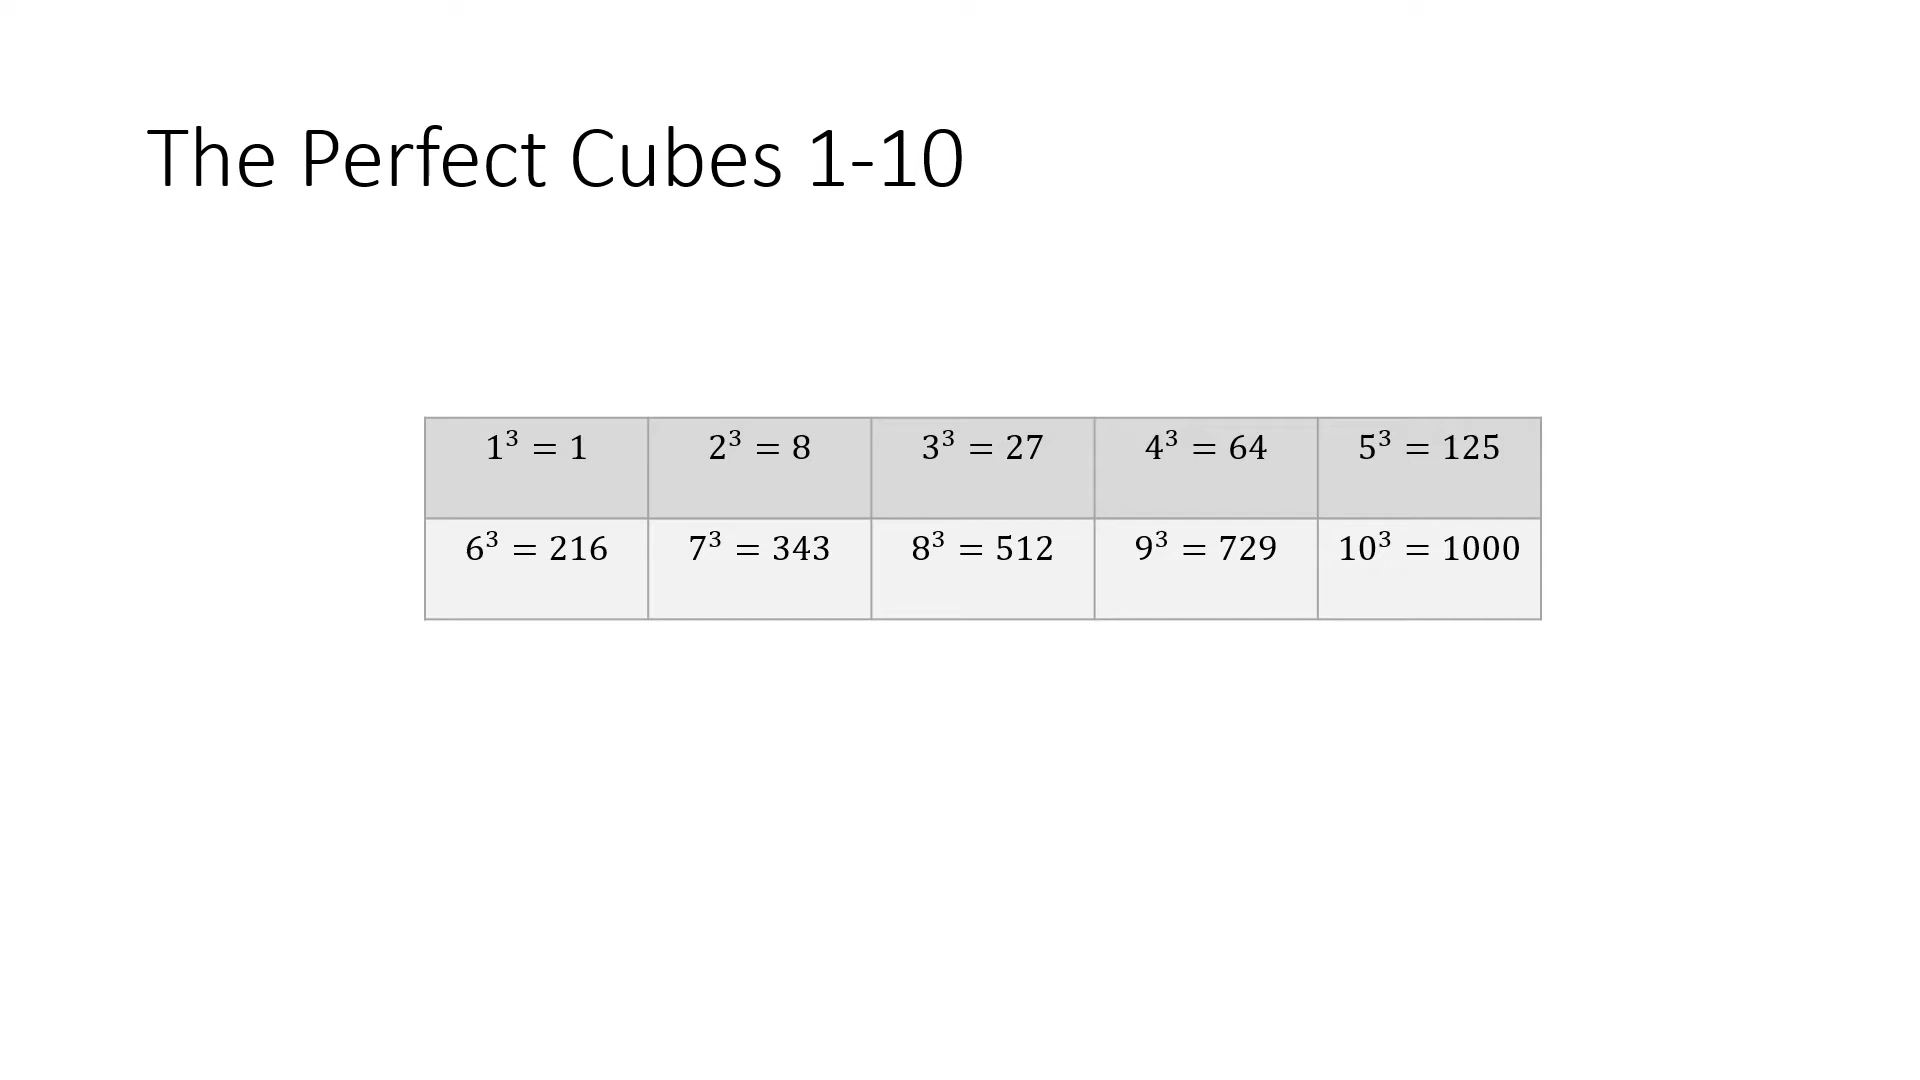 The Perfect Cubes 1-10
1³ = 1 2³ = 8 3³ = 27 4³ = 64 5³ = 125
6³ = 216 7³ = 343 8³ = 512 9³ = 729 10³ = 1000